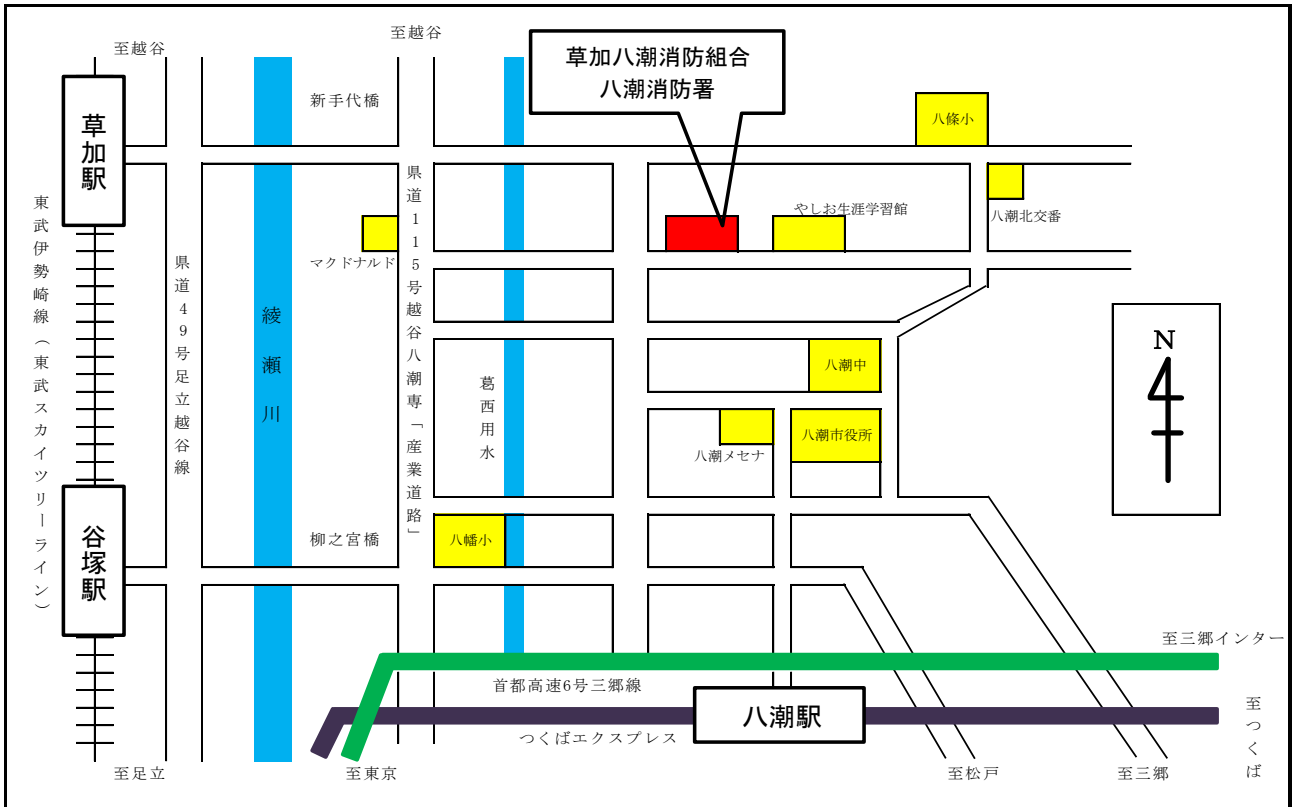 至越谷
至越谷
草加八潮消防組合
八潮消防署
新手代橋
八條小
草加駅
県道115号越谷八潮専「産業道路」
東武伊勢崎線(東武スカイツリーライン)
やしお生涯学習館
八潮北交番
県道49号足立越谷線
マクドナルド
綾瀬川
N
八潮中
葛西用水
八潮市役所
八潮メセナ
谷塚駅
柳之宮橋
八幡小
至三郷インター
首都高速6号三郷線
八潮駅
つくばエクスプレス
至つくば
至足立
至東京
至松戸
至三郷